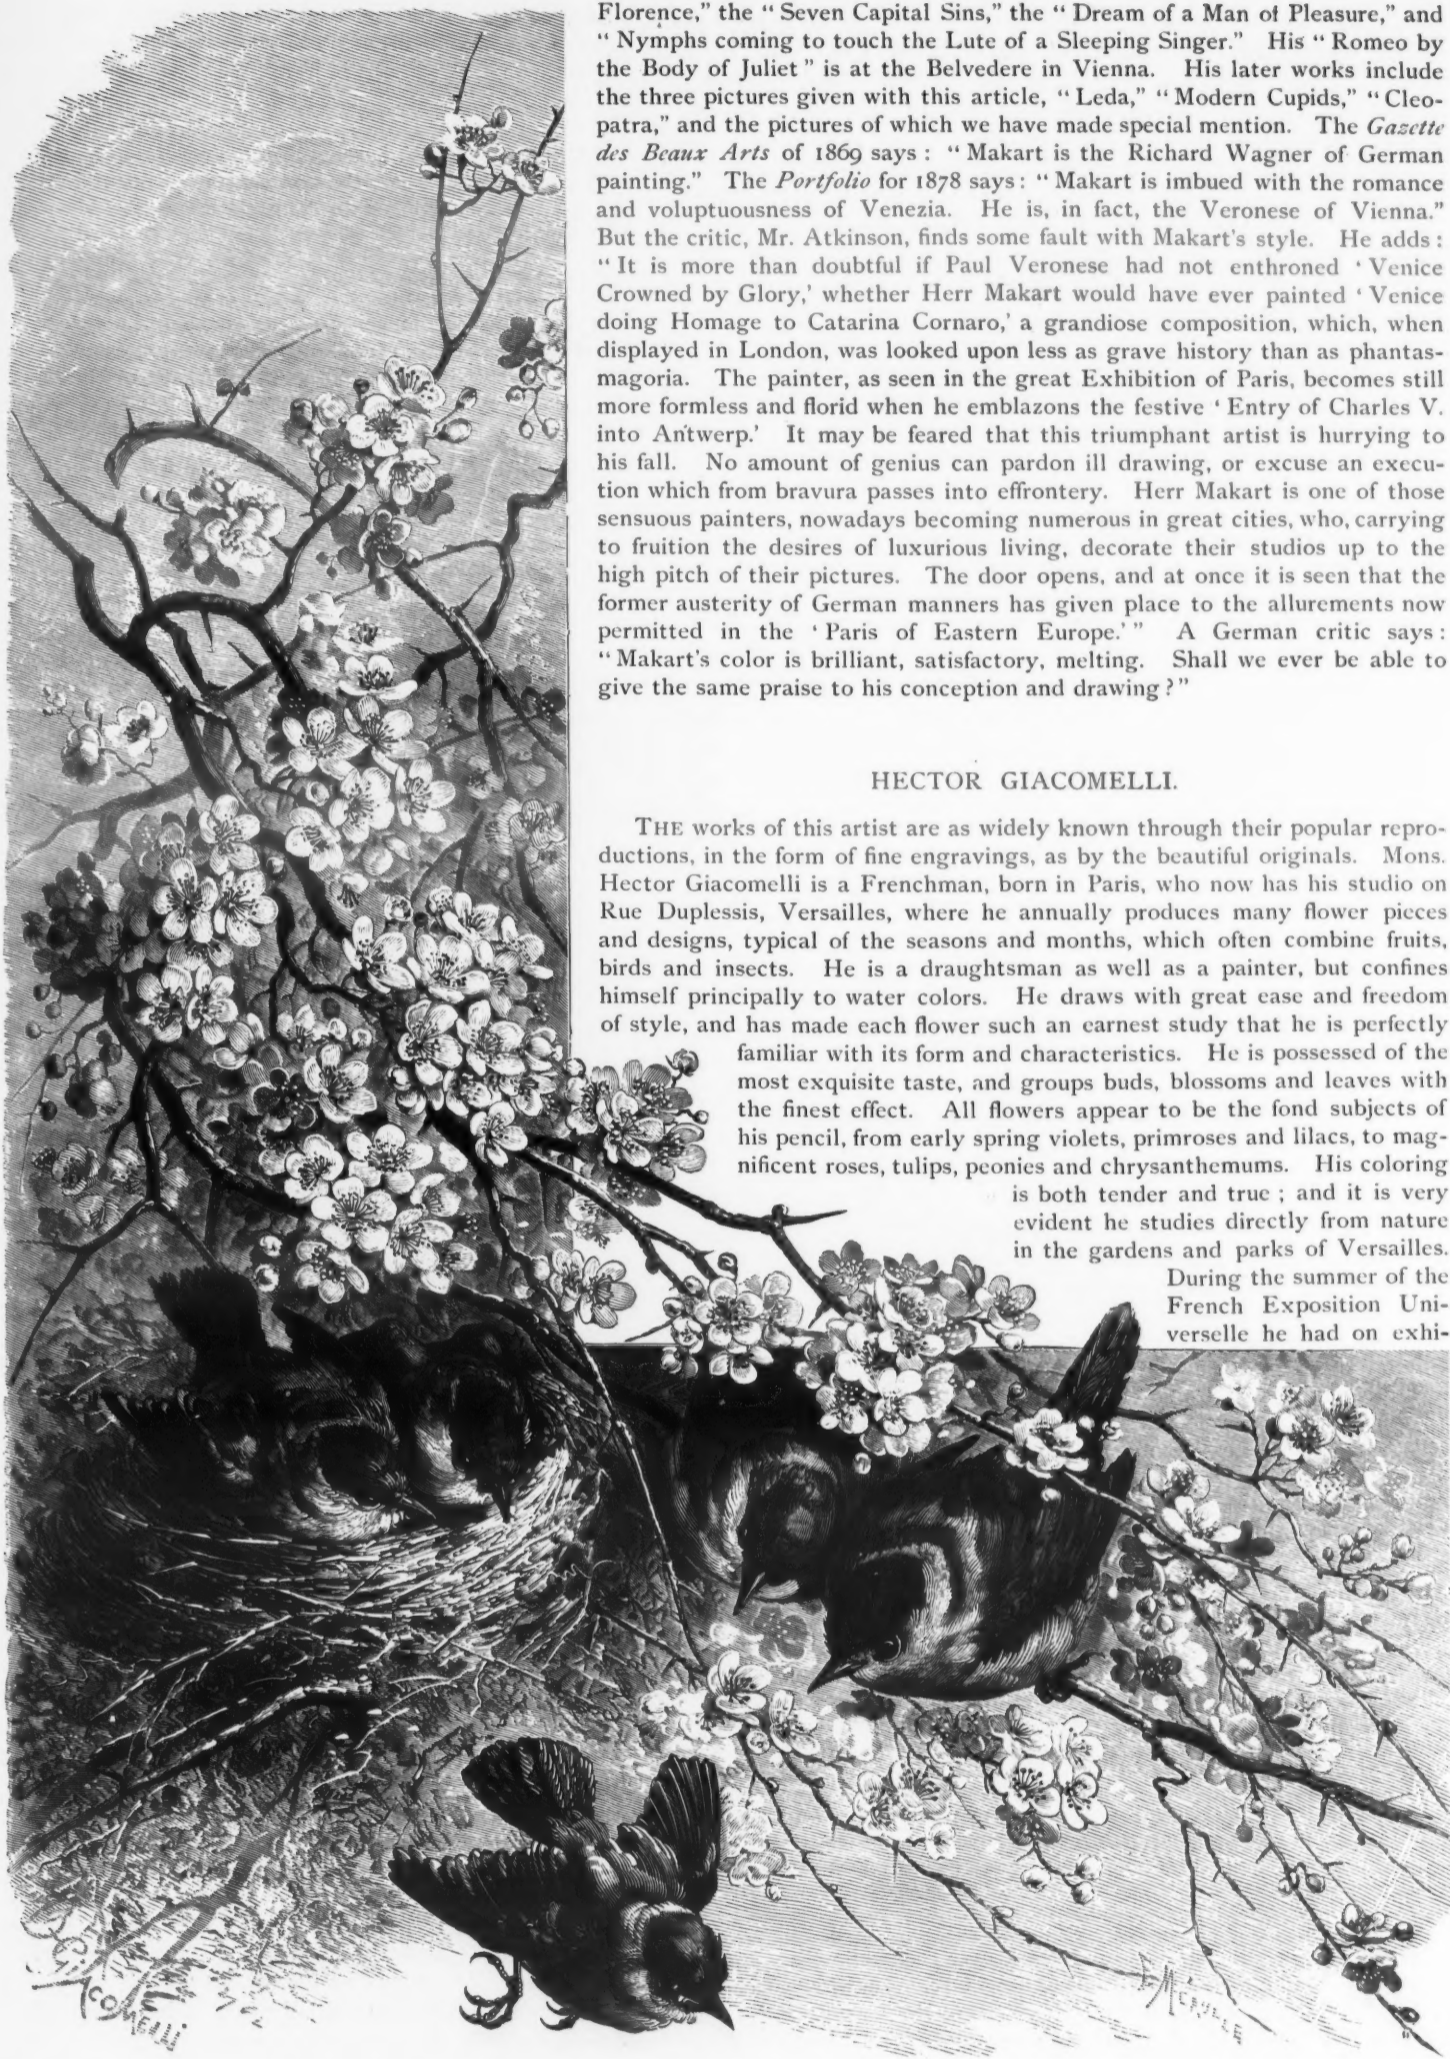 Florence," the “ Seven Capital Sins,” the “ Dream of a Man of Pleasure,” and
“ Nymphs coming to touch the Lute of a Sleeping Singer.” His “ Romeo by
the Body of Juliet ” is at the Belvedere in Vienna. His later works include
the three pictures given with this article, “ Leda,” “ Modern Cupids,” “ Cleo-
patra,” and the pictures of which we have made special mention. The Gazette
des Beaux Arts of 1869 says : “ Makart is the Richard Wagner of German
painting.” The Portfolio for 1878 says : “ Makart is imbued with the romance
and voluptuousness of Venezia. He is, in fact, the Veronese of Vienna.”
But the critic, Mr. Atkinson, finds some fault with Makart's style. He adds :
“ It is more than doubtful if Paul Veronese had not enthroned ‘ Venice
Crowned by Glory,’ whether Herr Makart would have ever painted ‘ Venice
doing Homage to Catarina Cornaro,’ a grandiose composition, which, when
displayed in London, was looked upon less as grave history than as phantas-
magoria. The painter, as seen in the great Exhibition of Paris, becomes still
more formless and florid when he emblazons the festive ‘ Entry of Charles V.
into Antwerp.’ It may be feared that this triumphant artist is hurrying to
his fall. No amount of genius can pardon ill drawing, or excuse an execu-
tion which from bravura passes into effrontery. Herr Makart is one of those
sensuous painters, nowadays becoming numerous in great cities, who, carrying
to fruition the desires of luxurious living, decorate their studios up to the
high pitch of their pictures. The door opens, and at once it is seen that the
former austerity of German manners has given place to the allurements now
permitted in the ‘ Paris of Eastern Europe.’ ” A German critic says :
“ Makart's color is brilliant, satisfactory, melting. Shall we ever be able to
give the same praise to his conception and drawing ? ”
HECTOR GIACOMELLI.
THE works of this artist are as widely known through their popular repro-
ductions, in the form of fine engravings, as by the beautiful originals. Mons.
Hector Giacomelli is a Frenchman, born in Paris, who now has his studio on
Rue Duplessis, Versailles, where he annually produces many flower pieces
and designs, typical of the seasons and months, which often combine fruits,
birds and insects. He is a draughtsman as well as a painter, but confines
himself principally to water colors. He draws with great ease and freedom
of style, and has made each flower such an earnest study that he is perfectly
familiar with its form and characteristics. He is possessed of the
most exquisite taste, and groups buds, blossoms and leaves with
the finest effect. All flowers appear to be the fond subjects of
his pencil, from early spring violets, primroses and lilacs, to mag-
nificent roses, tulips, peonies and chrysanthemums. His coloring
is both tender and true ; and it is very
evident he studies directly from nature
in the gardens and parks of Versailles.
During the summer of the
French Exposition Uni-
verselle he had on exhi-